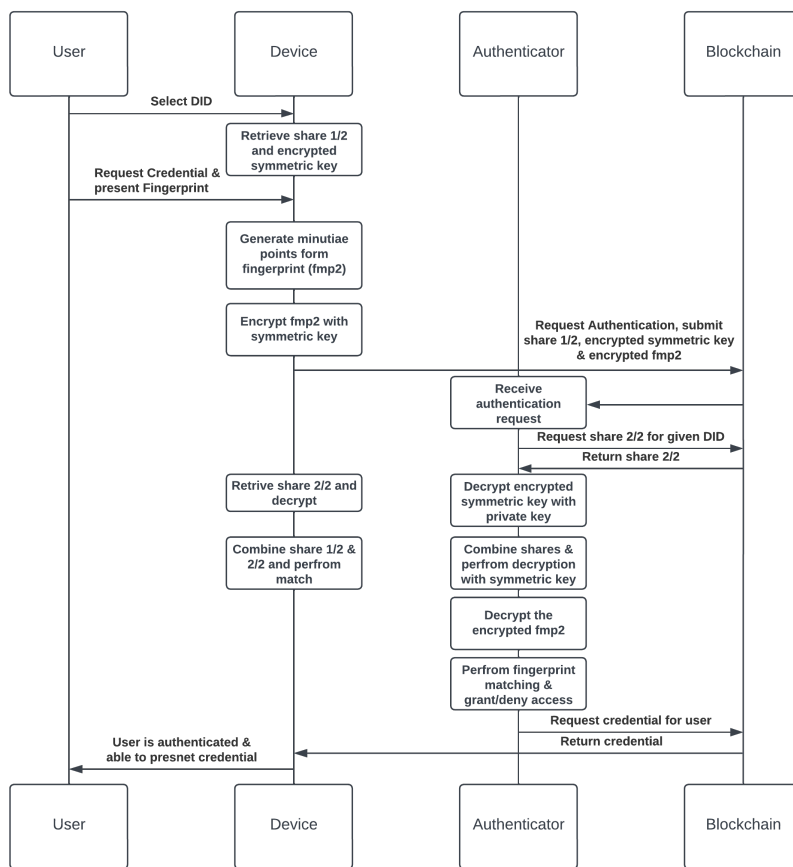 User
Device
Authenticator
Blockchain
Select DID
Retrieve share 1/2
and encrypted
symmetric key
Request Credential &
present Fingerprint
Generate minutiae
points form
fingerprint (fmp2)
Encrypt fmp2 with
symmetric key
Request Authentication, submit
share 1/2, encrypted symmetric key
& encrypted fmp2
Receive
authentication
request
Request share 2/2 for given DID
Return share 2/2
Retrive share 2/2 and
decrypt
Decrypt encrypted
symmetric key with
private key
Combine share 1/2 &
2/2 and perfrom
match
Combine shares &
perfrom decryption
with symmetric key
Decrypt the
encrypted fmp2
Perfrom fingerprint
matching &
grant/deny access
Request credential for user
Return credential
User is authenticated &
able to presnet credential
User
Device
Authenticator
Blockchain